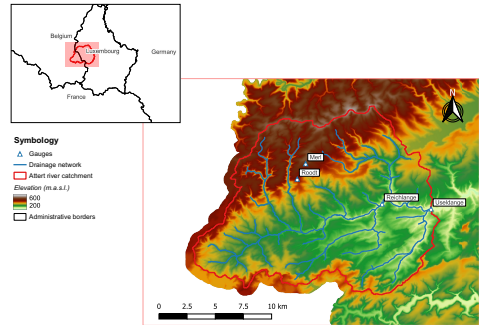 Belgium
Luxembourg
Germany
France
Symbology
Gauges
Drainage network
Attert river catchment
Elevation (m.a.s.l.)
600
200
Administrative borders
N
Merl
Roodt
Reichlange
Useldange
0 2.5 5 7.5 10 km